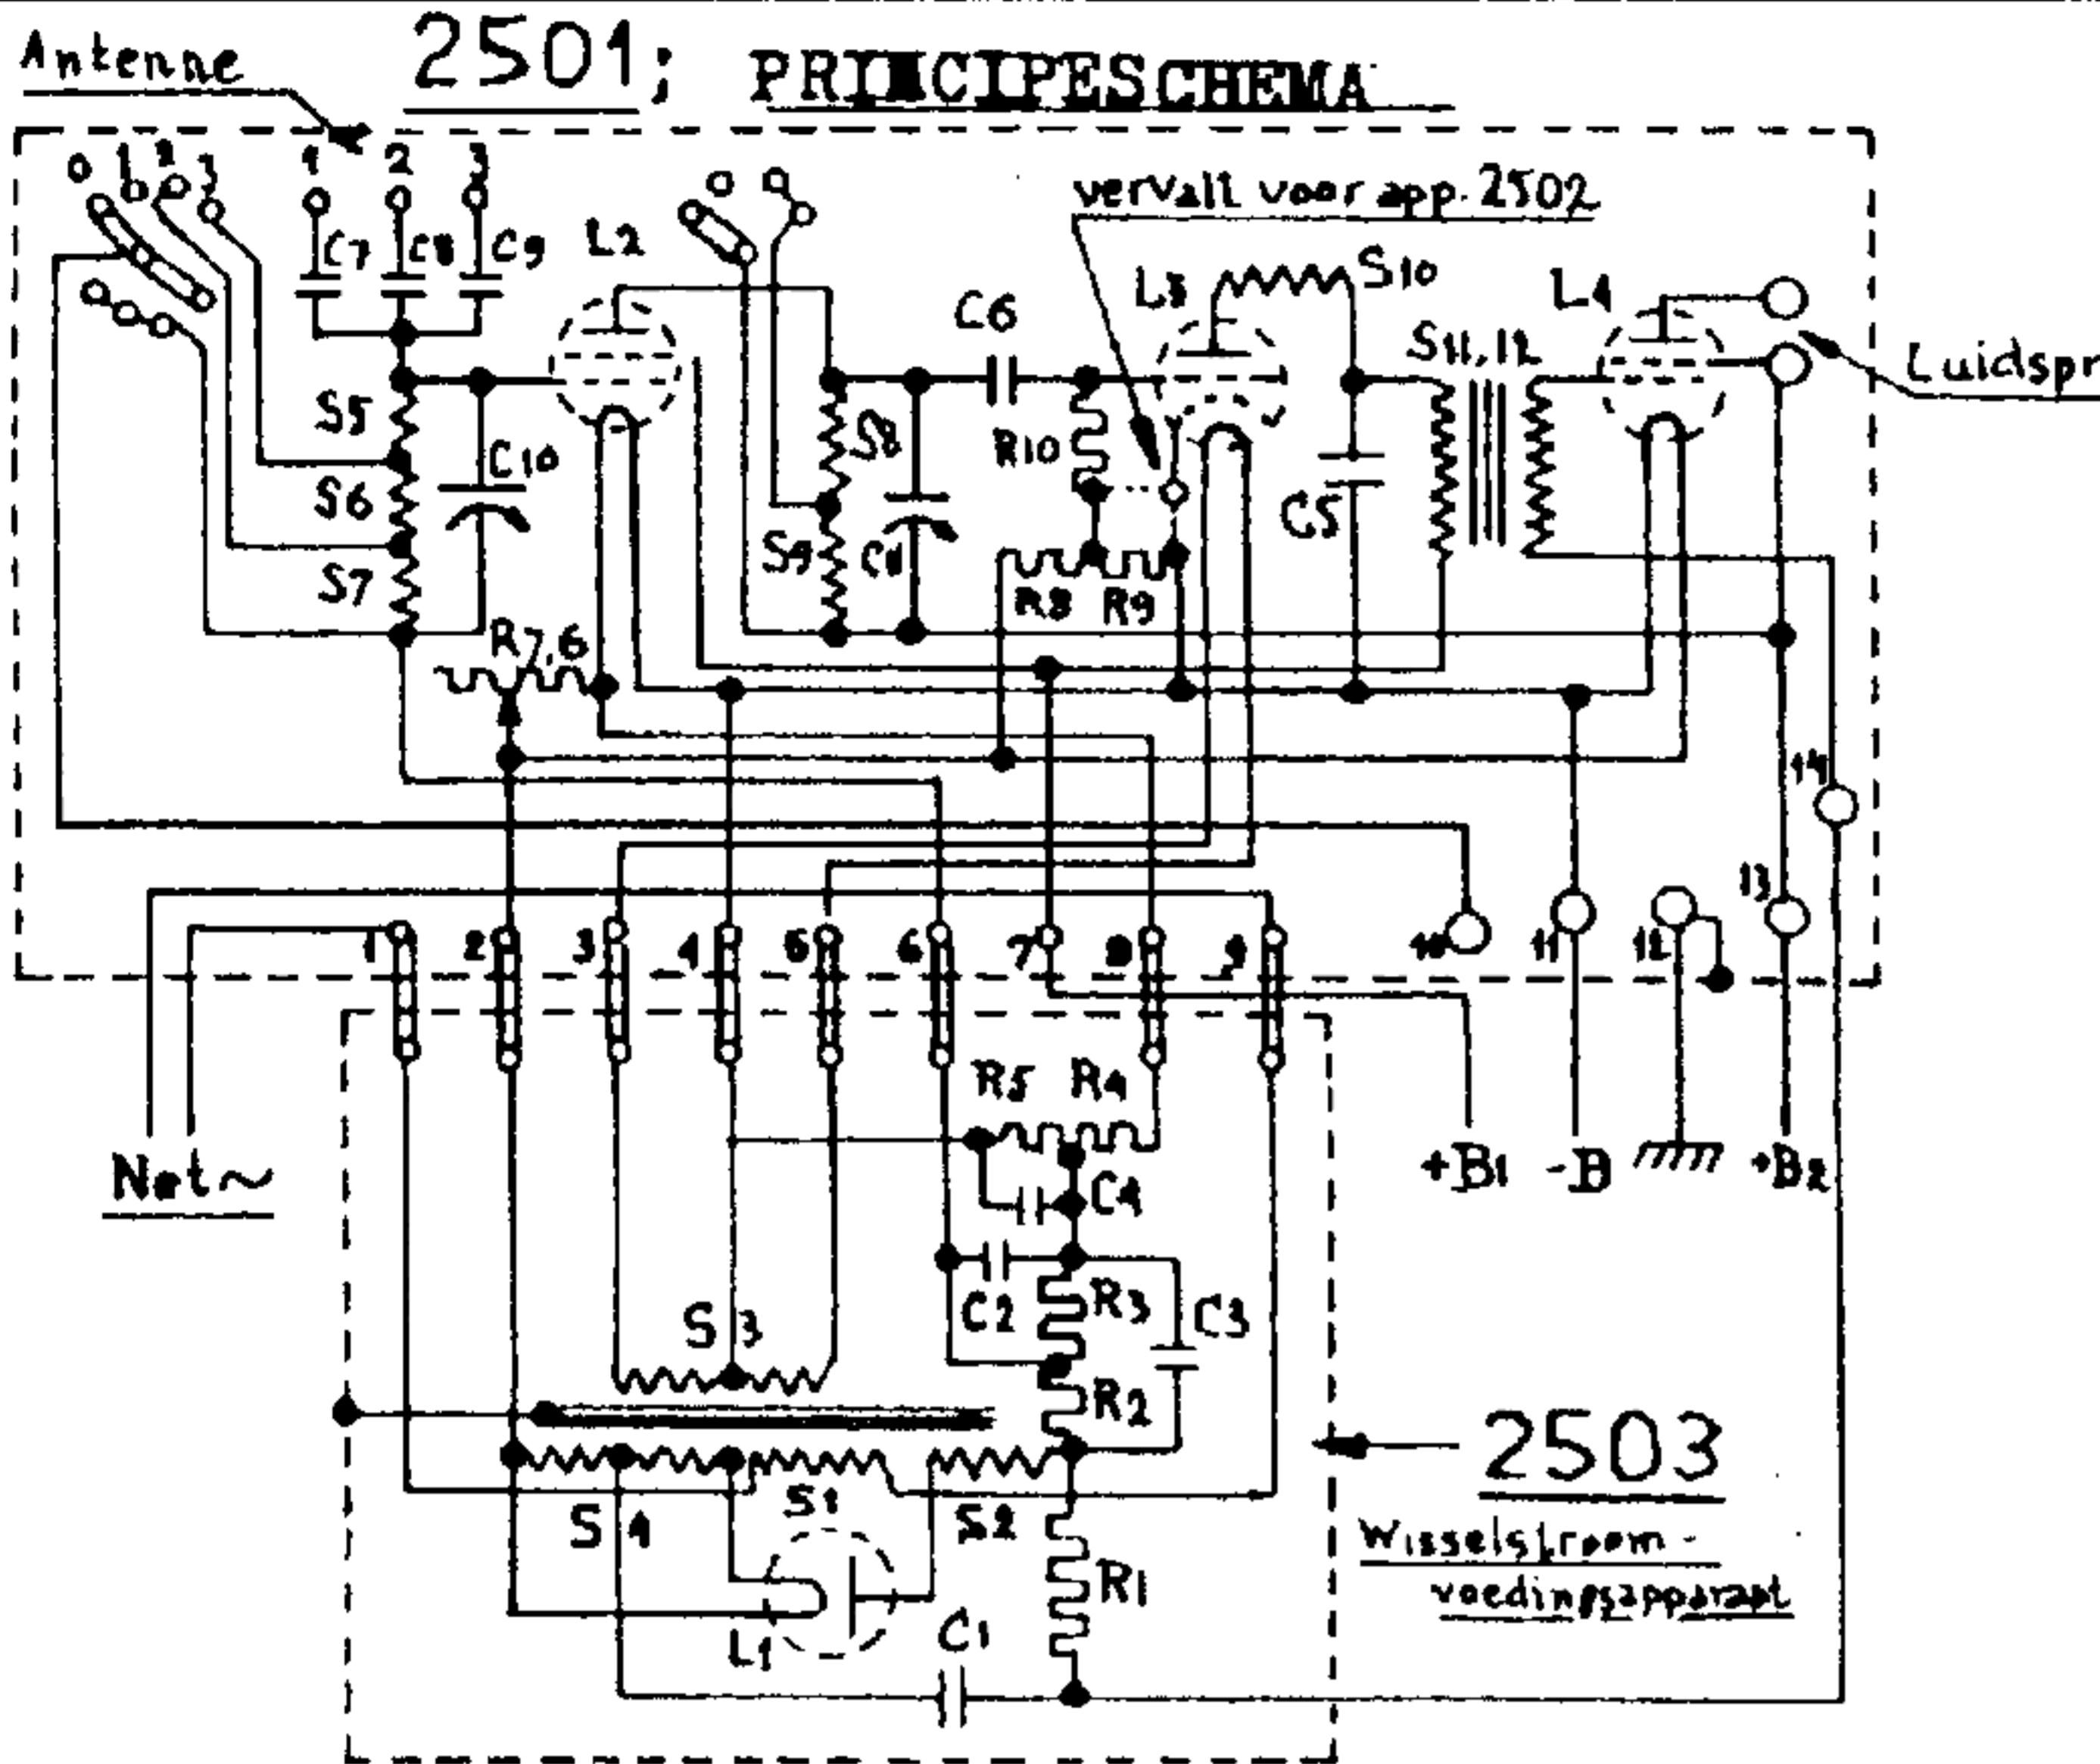 Antenne
2501; PRINCIPESCHEMA
0 1 2 3
1 2 3
C7 C8 C9
L2
vervalt voor app. 2502
C6
L3
S10
L4
S11,12
Luidspr
S5
S8
R10
C10
S6
C5
S9
S7
R8 R9
R7,6
14
13
1 2 3 4 5 6 7 8 9 10 11 12
R5 R4
Net~
+B1 -B +B2
C4
S3
C2 R3 C3
R2
2503
S4 S1 S2
Wisselstroom-
voedingsapparaat
R1
L1
C1